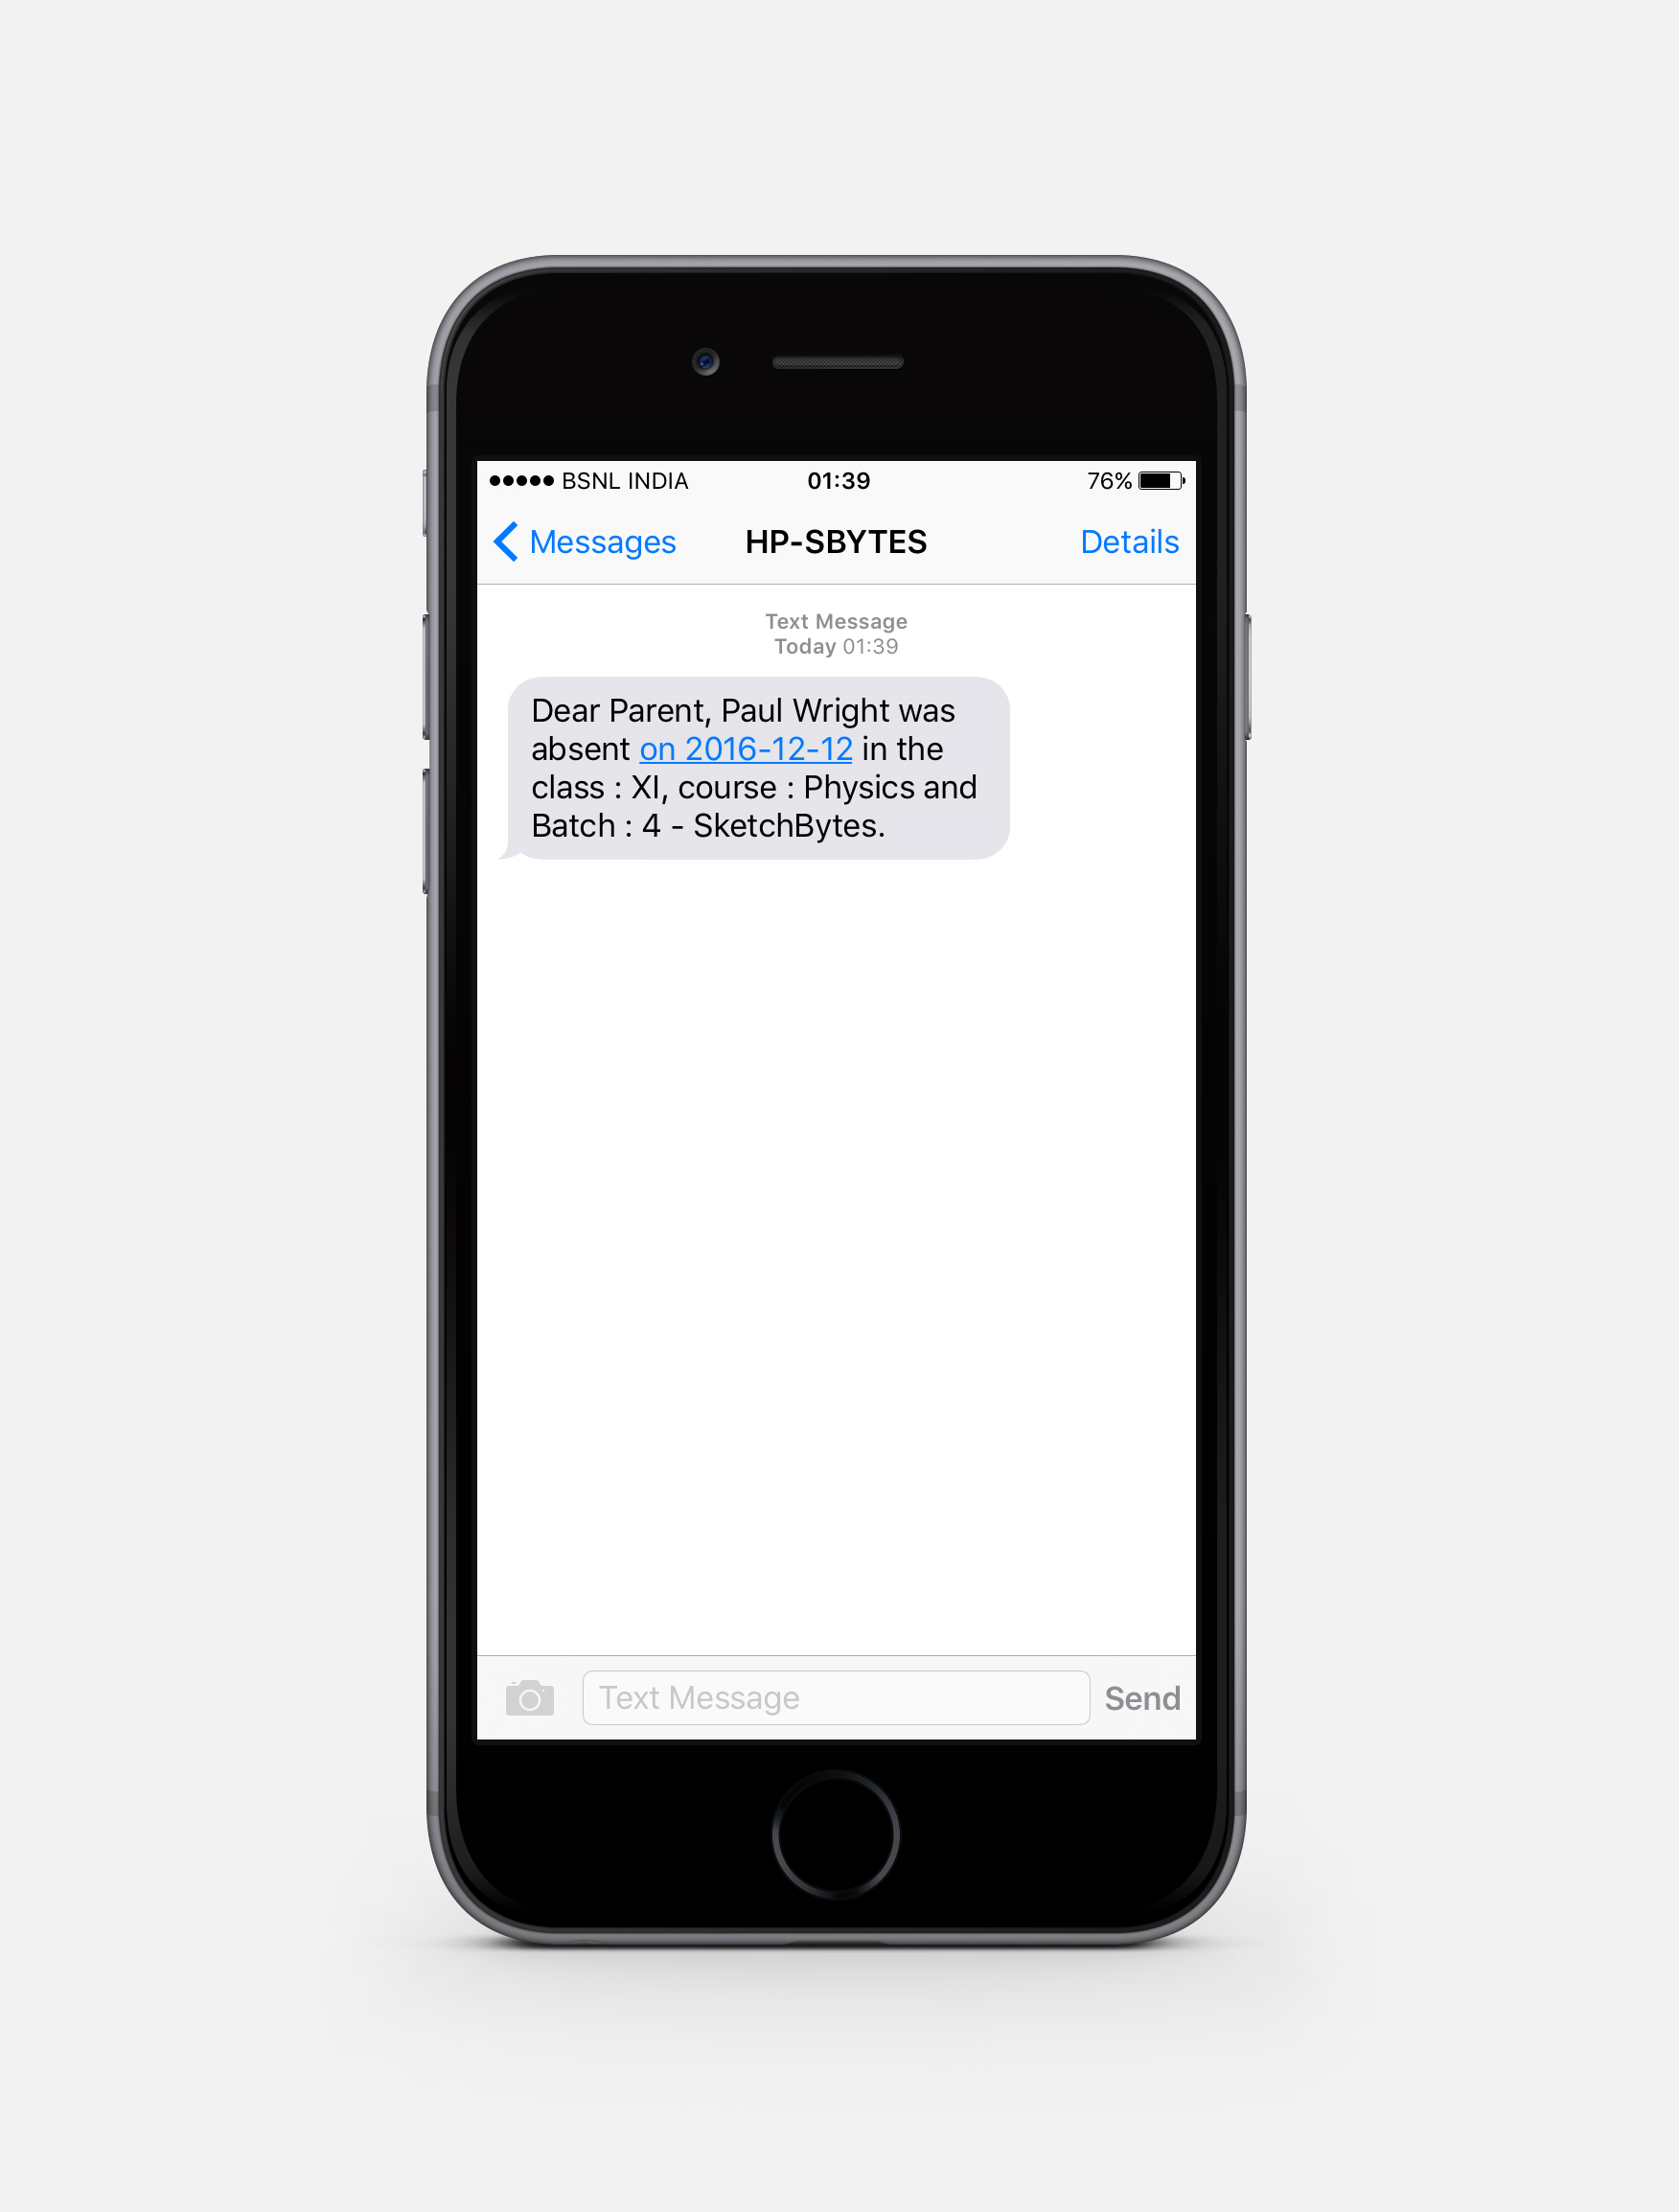 ●●●●● BSNL INDIA 01:39 76%
Messages HP-SBYTES Details
Text Message
Today 01:39
Dear Parent, Paul Wright was
absent on 2016-12-12 in the
class : XI, course : Physics and
Batch : 4 - SketchBytes.
Text Message Send